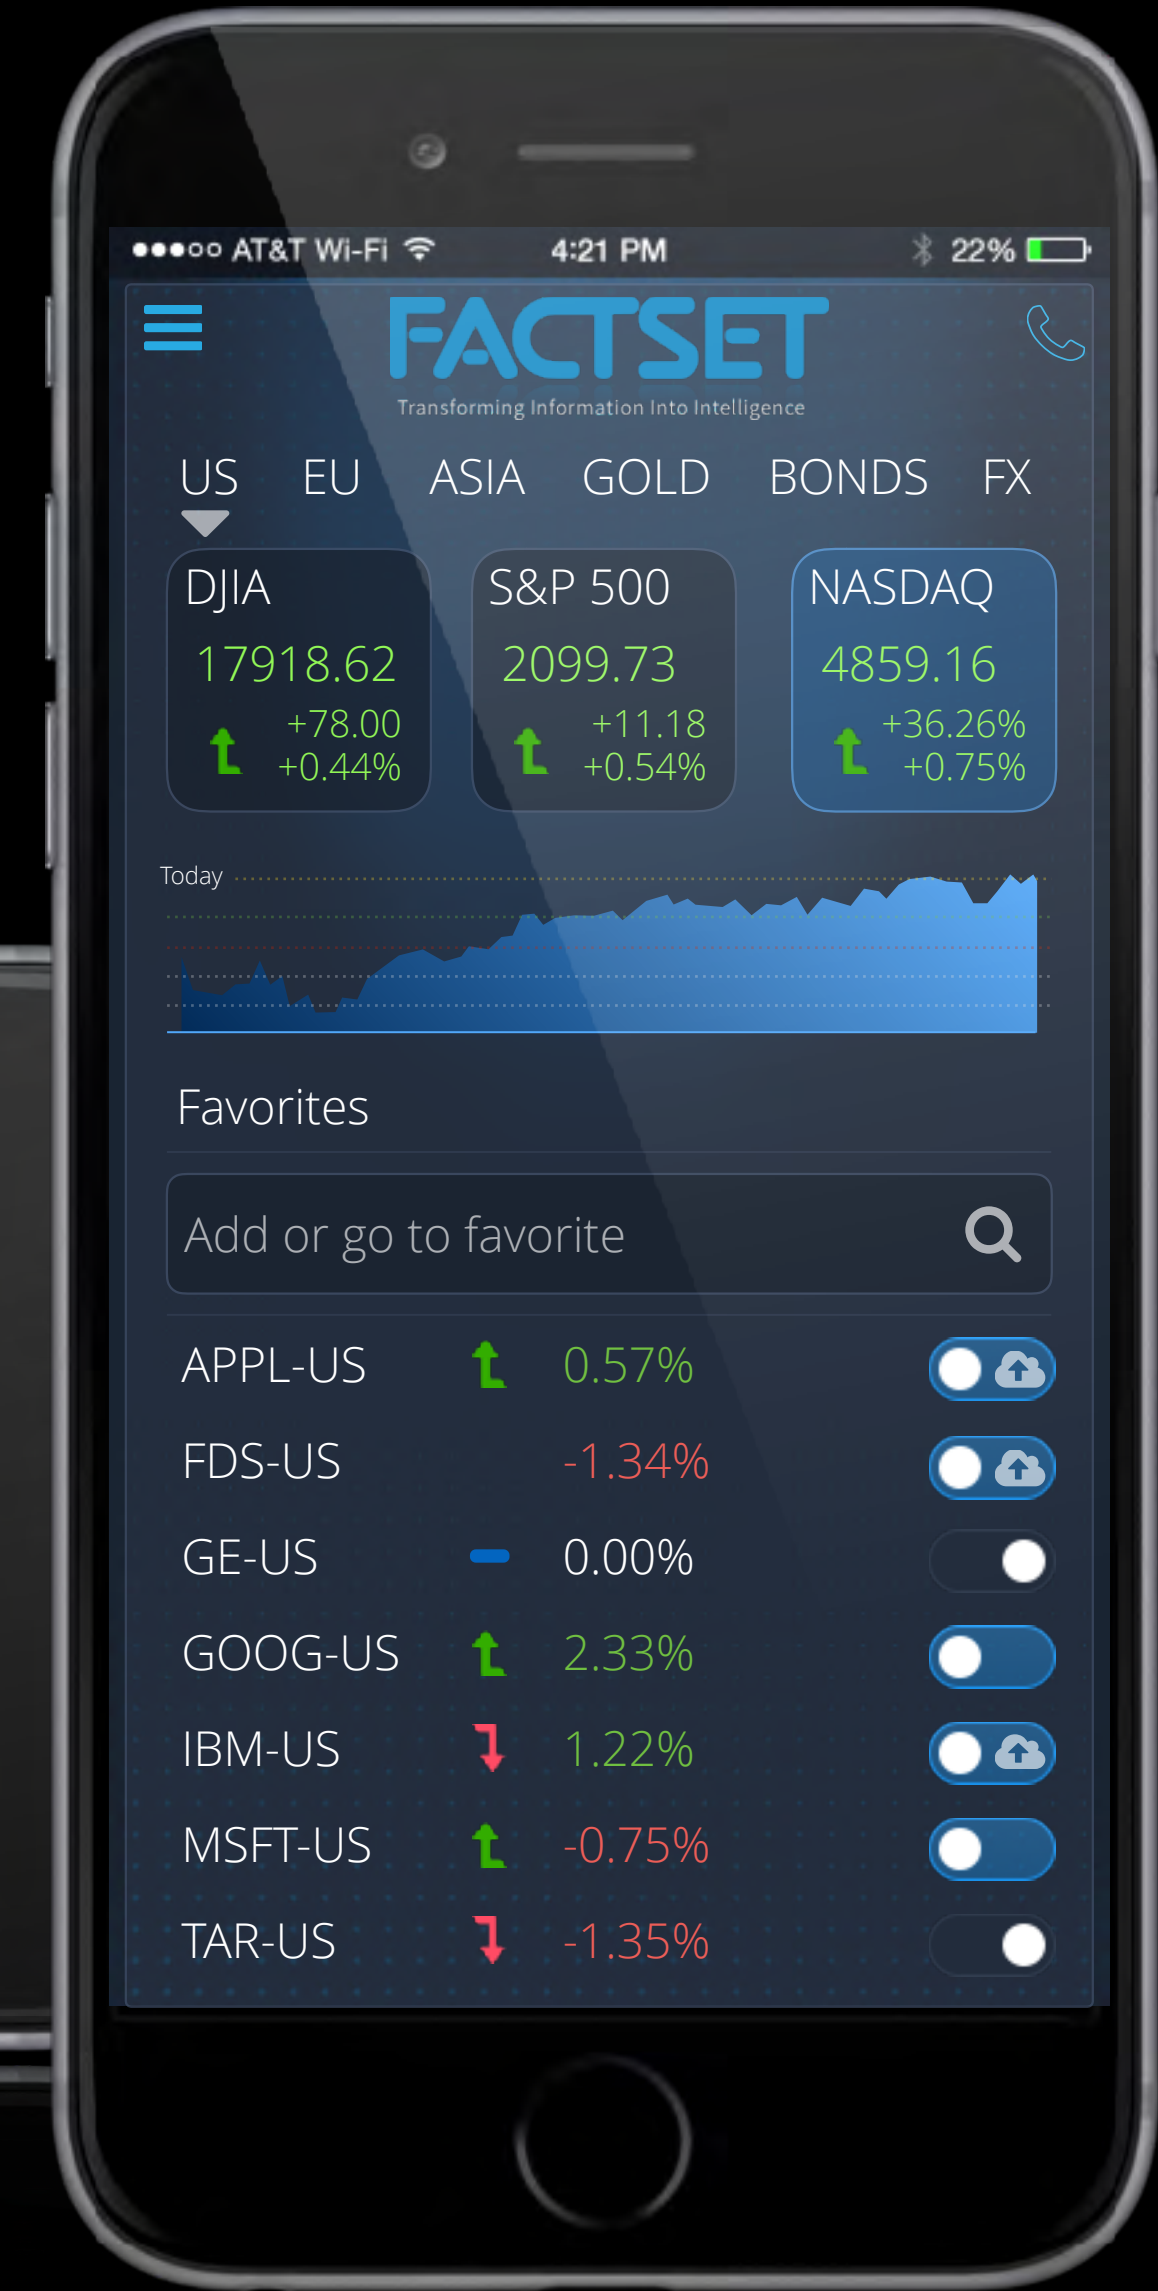 AT&T Wi-Fi 4:21 PM 22%
FACTSET
Transforming Information Into Intelligence
US EU ASIA GOLD BONDS FX
DJIA
17918.62
+78.00
+0.44%
S&P 500
2099.73
+11.18
+0.54%
NASDAQ
4859.16
+36.26%
+0.75%
Today
Favorites
Add or go to favorite
APPL-US 0.57%
FDS-US -1.34%
GE-US 0.00%
GOOG-US 2.33%
IBM-US 1.22%
MSFT-US -0.75%
TAR-US -1.35%